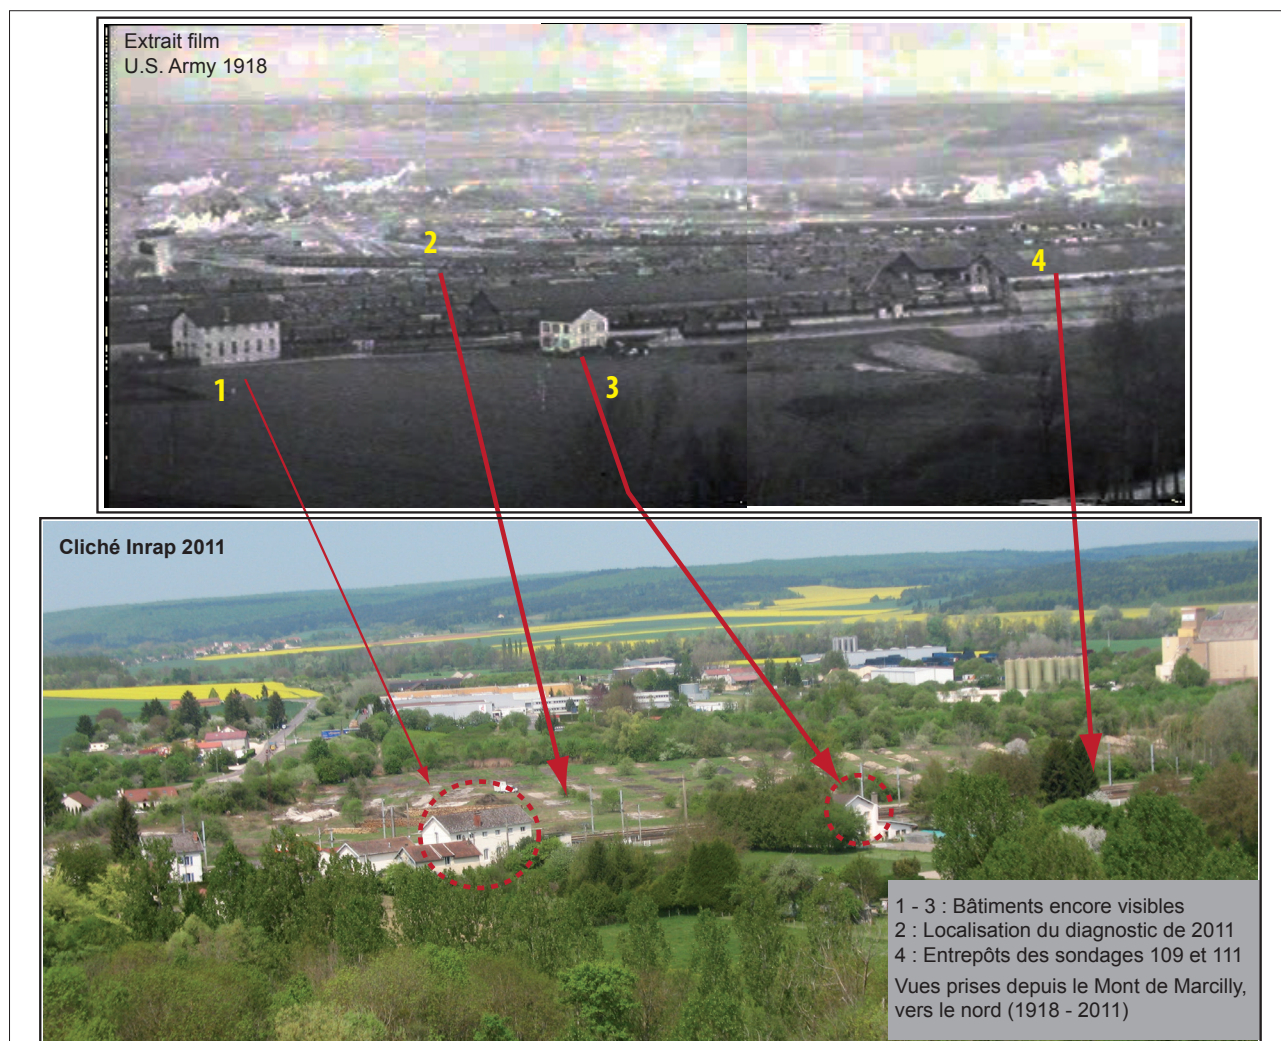 Extrait film
U.S. Army 1918
2
4
1
3
Cliché Inrap 2011
1 - 3 : Bâtiments encore visibles
2 : Localisation du diagnostic de 2011
4 : Entrepôts des sondages 109 et 111
Vues prises depuis le Mont de Marcilly,
vers le nord (1918 - 2011)